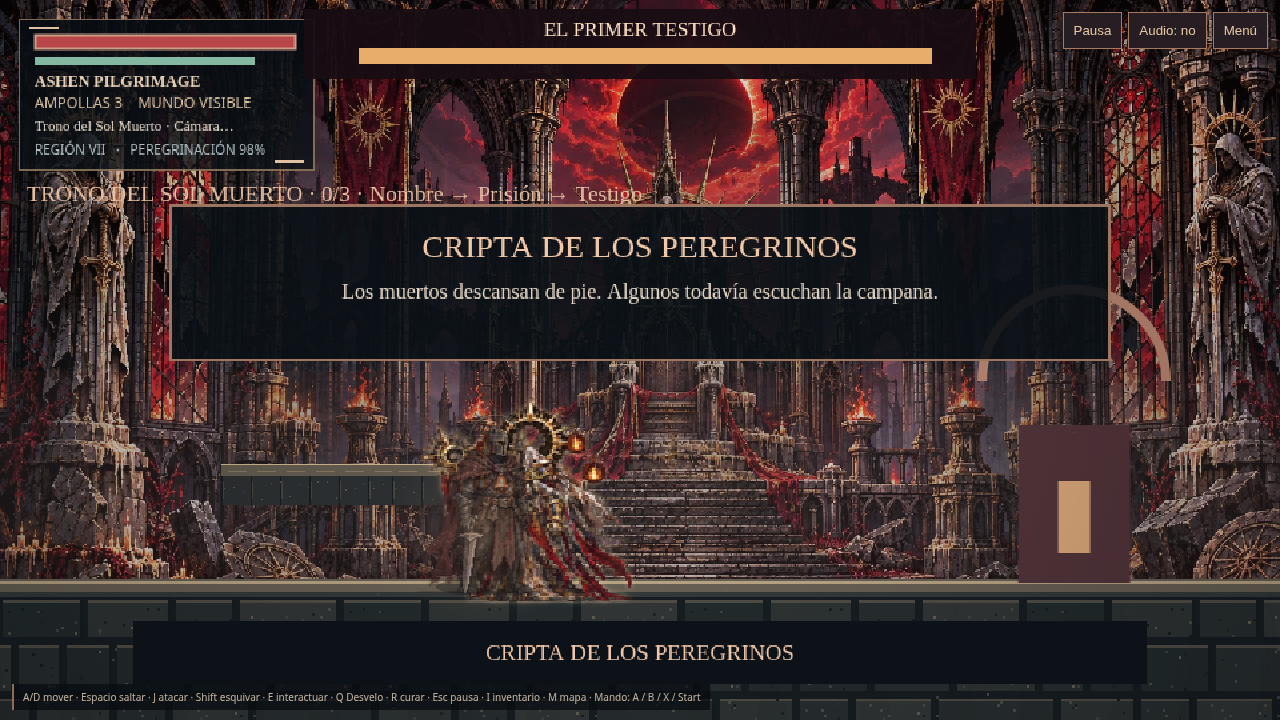 EL PRIMER TESTIGO
Pausa
Audio: no
Menú
ASHEN PILGRIMAGE
AMPOLLAS 3 MUNDO VISIBLE
Trono del Sol Muerto · Cámara…
REGIÓN VII · PEREGRINACIÓN 98%
TRONO DEL SOL MUERTO · 0/3 · Nombre → Prisión → Testigo
CRIPTA DE LOS PEREGRINOS
Los muertos descansan de pie. Algunos todavía escuchan la campana.
CRIPTA DE LOS PEREGRINOS
A/D mover · Espacio saltar · J atacar · Shift esquivar · E interactuar · Q Desvelo · R curar · Esc pausa · I inventario · M mapa · Mando: A / B / X / Start